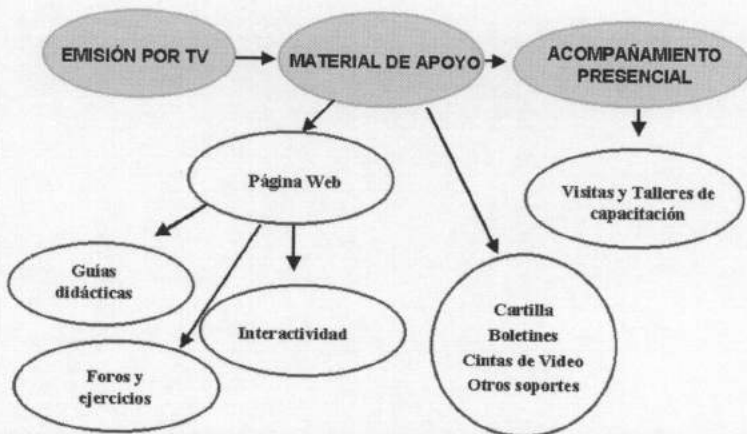 EMISIÓN POR TV
MATERIAL DE APOYO
ACOMPAÑAMIENTO
PRESENCIAL
Página Web
Visitas y Talleres de
capacitación
Guías
didácticas
Interactividad
Foros y
ejercicios
Cartilla
Boletines
Cintas de Video
Otros soportes